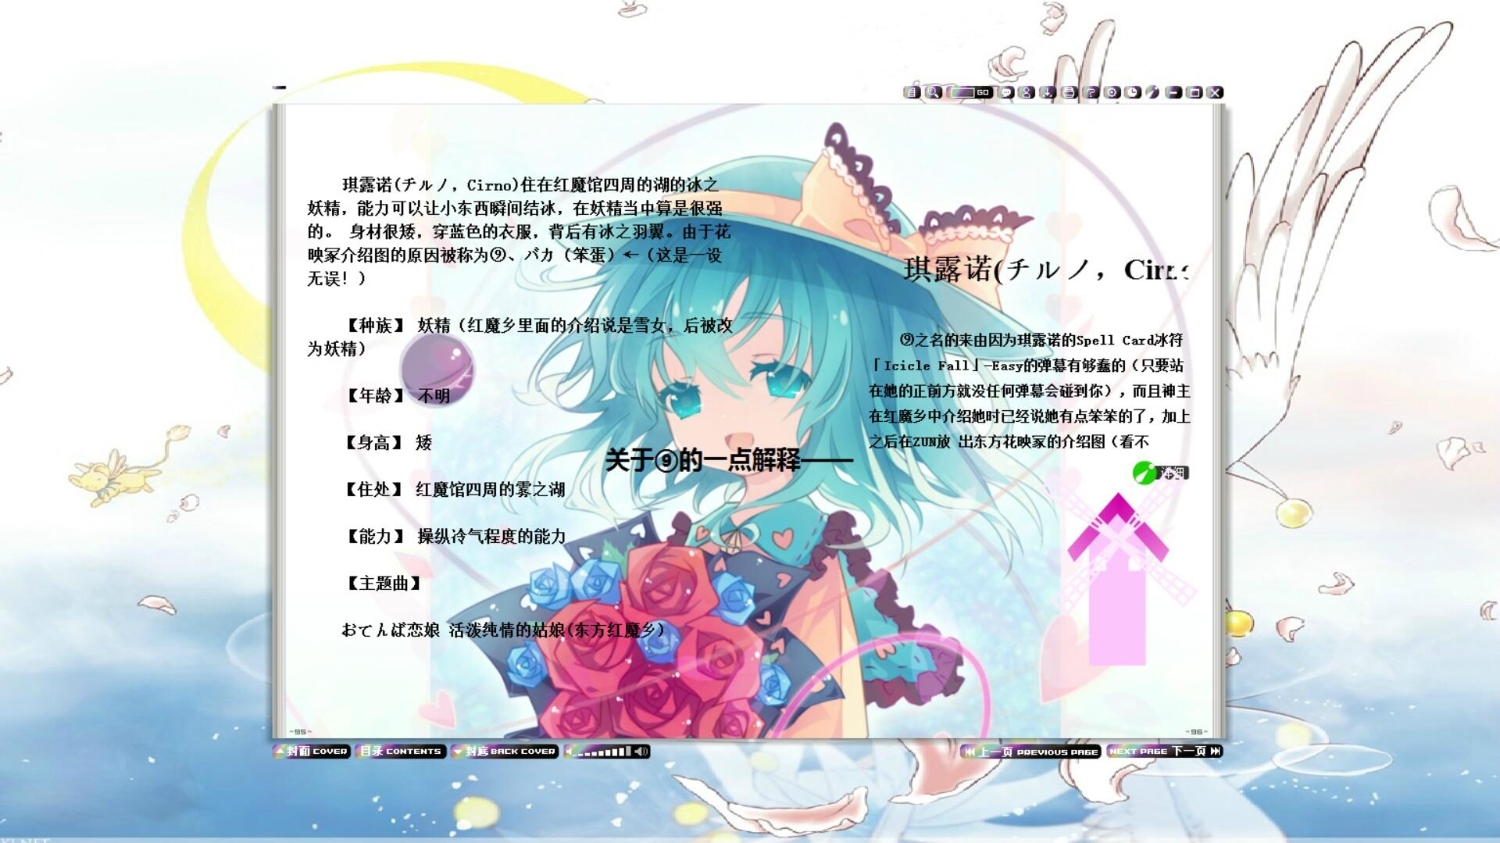 GO
琪露诺(チルノ，Cirno)住在红魔馆四周的湖的冰之
妖精，能力可以让小东西瞬间结冰，在妖精当中算是很强
的。 身材很矮，穿蓝色的衣服，背后有冰之羽翼。由于花
映冢介绍图的原因被称为⑨、バカ（笨蛋）←（这是一设
无误！）
【种族】 妖精（红魔乡里面的介绍说是雪女，后被改
为妖精）
【年龄】 不明
【身高】 矮
【住处】 红魔馆四周的雾之湖
【能力】 操纵冷气程度的能力
【主题曲】
おてんば恋娘 活泼纯情的姑娘(东方红魔乡)
关于⑨的一点解释——
琪露诺(チルノ，Cirno
⑨之名的来由因为琪露诺的Spell Card冰符
「Icicle Fall」-Easy的弹幕有够蠢的（只要站
在她的正前方就没任何弹幕会碰到你），而且神主
在红魔乡中介绍她时已经说她有点笨笨的了，加上
之后在ZUN放 出东方花映冢的介绍图（看不
-95-
-96-
封面 COVER 目录 CONTENTS 封底 BACK COVER
上一页 PREVIOUS PAGE NEXT PAGE 下一页